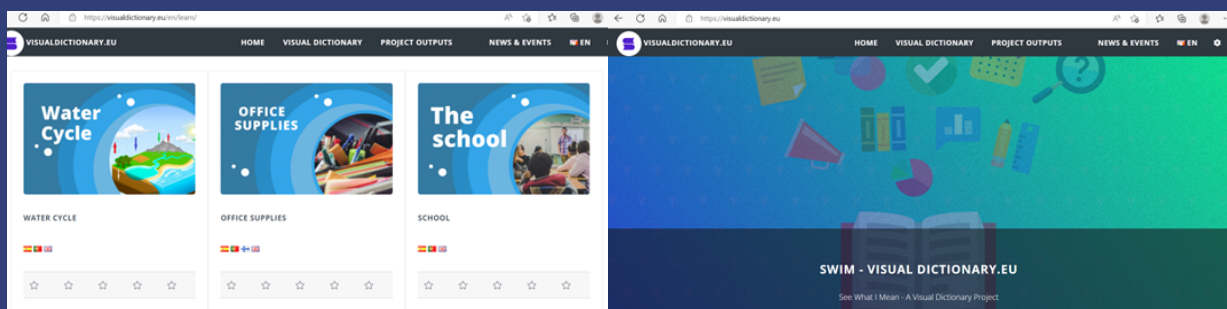 https://visualdictionary.eu/en/learn/
VISUALDICTIONARY.EU
HOME VISUAL DICTIONARY PROJECT OUTPUTS NEWS & EVENTS EN
Water
Cycle
OFFICE
SUPPLIES
The
school
WATER CYCLE
OFFICE SUPPLIES
SCHOOL
https://visualdictionary.eu
VISUALDICTIONARY.EU
HOME VISUAL DICTIONARY PROJECT OUTPUTS NEWS & EVENTS EN
SWIM - VISUAL DICTIONARY.EU
See What I Mean - A Visual Dictionary Project